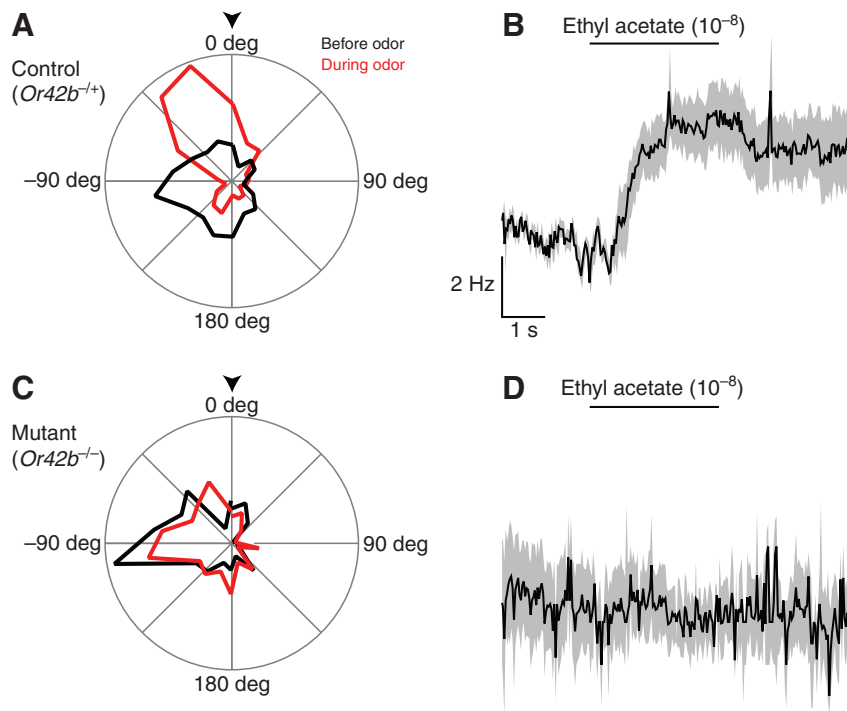 A
0 deg
Before odor
During odor
Control
(Or42b−/+)
−90 deg
90 deg
180 deg
B
Ethyl acetate (10−8)
2 Hz
1 s
C
0 deg
Mutant
(Or42b−/−)
−90 deg
90 deg
180 deg
D
Ethyl acetate (10−8)